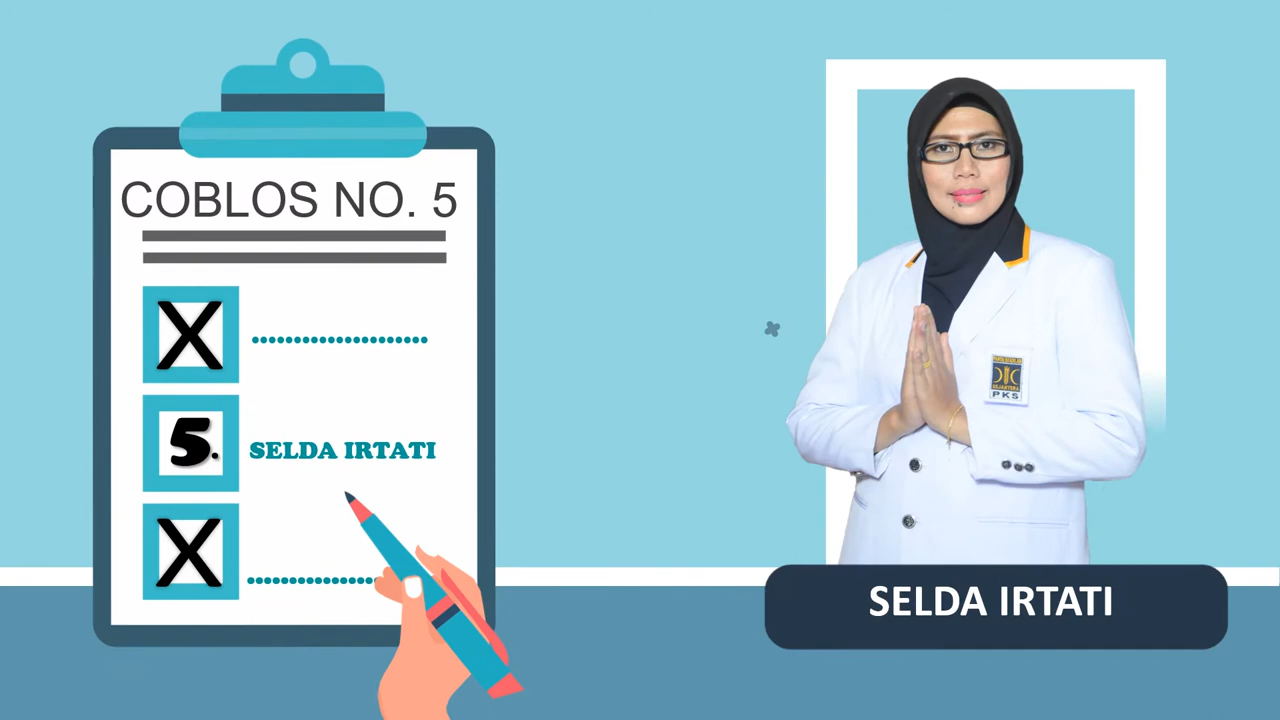 COBLOS NO. 5
X
5. SELDA IRTATI
X
PKS
SELDA IRTATI